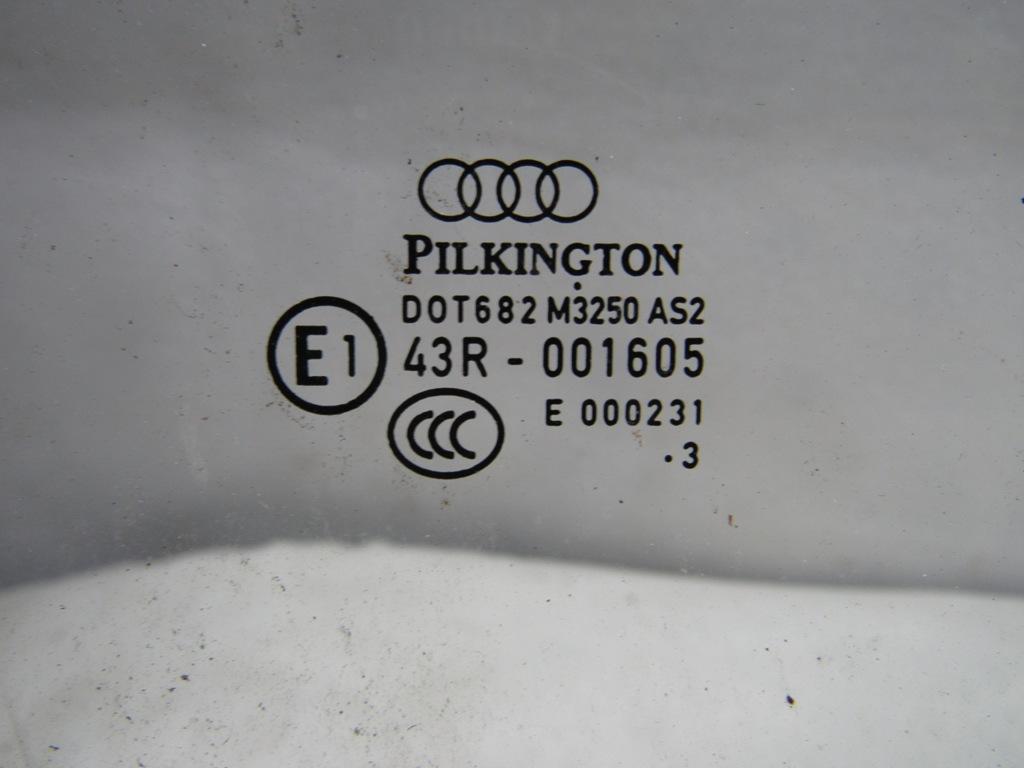 PILKINGTON
DOT682 M3250 AS2
E1 43R - 001605
CCC E 000231
.3